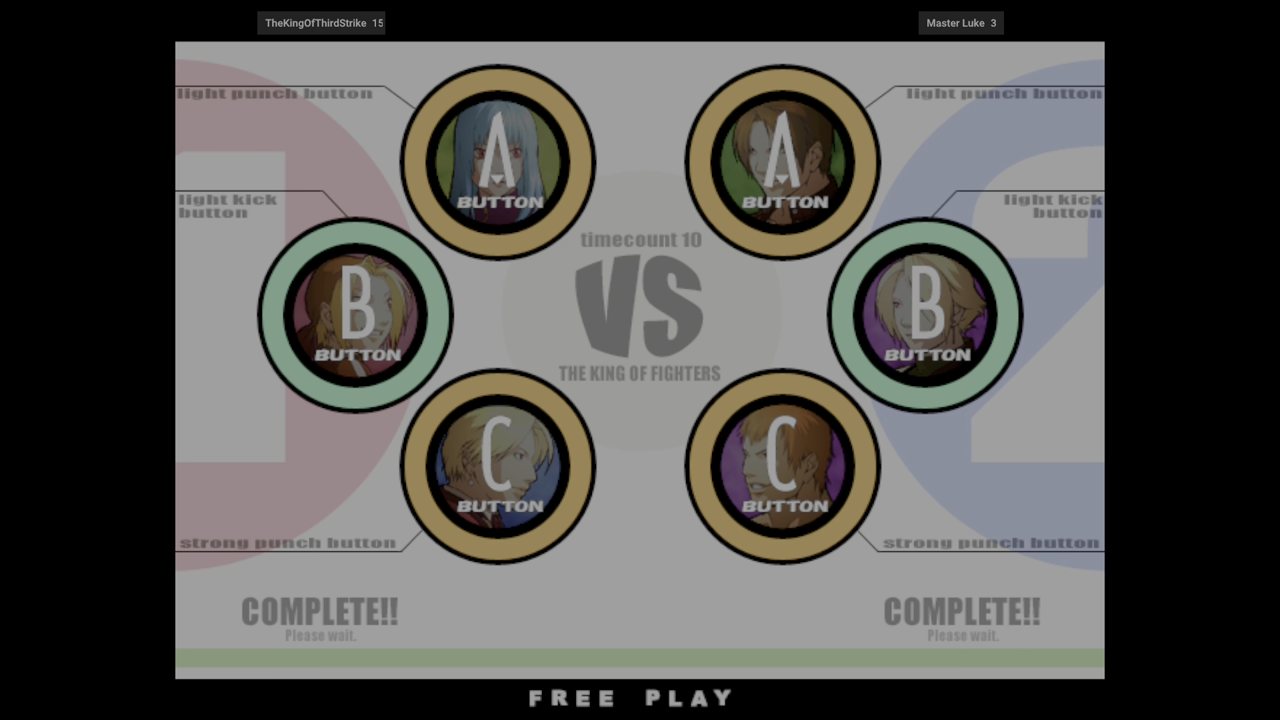 TheKingOfThirdStrike 15
Master Luke 3
1
2
light punch button
light punch button
A
BUTTON
A
BUTTON
light kick
button
light kick
button
timecount 10
VS
THE KING OF FIGHTERS
B
BUTTON
B
BUTTON
C
BUTTON
C
BUTTON
strong punch button
strong punch button
COMPLETE!!
Please wait.
COMPLETE!!
Please wait.
FREE PLAY